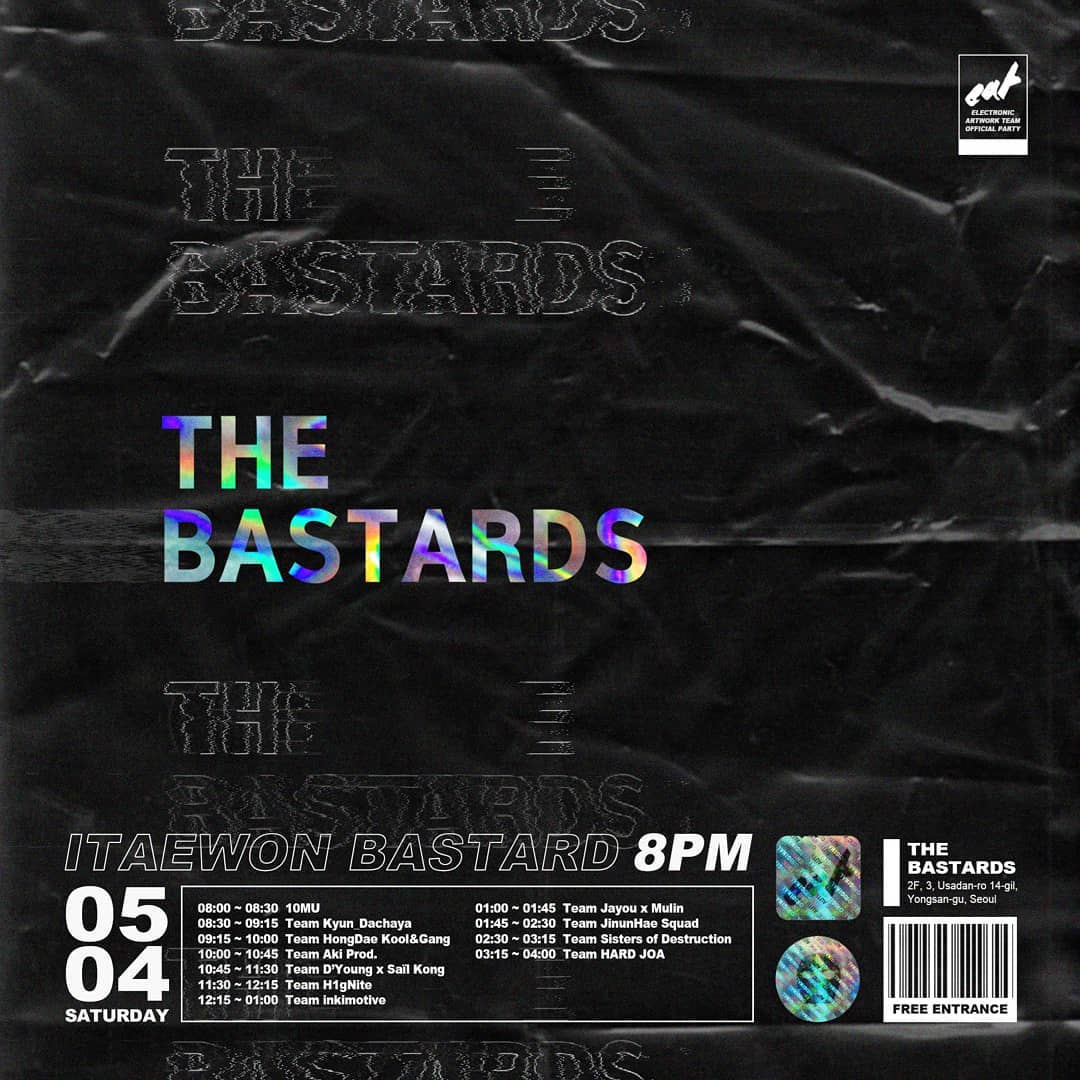 BASTARDS
eat
ELECTRONIC
ARTWORK TEAM
OFFICIAL PARTY
THE E
BASTARDS
THE
BASTARDS
THE E
BASTARDS
ITAEWON BASTARD 8PM
05
04
SATURDAY
08:00 ~ 08:30 10MU
08:30 ~ 09:15 Team Kyun_Dachaya
09:15 ~ 10:00 Team HongDae Kool&Gang
10:00 ~ 10:45 Team Aki Prod.
10:45 ~ 11:30 Team D'Young x Saïl Kong
11:30 ~ 12:15 Team H1gNite
12:15 ~ 01:00 Team inkimotive
01:00 ~ 01:45 Team Jayou x Mulin
01:45 ~ 02:30 Team JinunHae Squad
02:30 ~ 03:15 Team Sisters of Destruction
03:15 ~ 04:00 Team HARD JOA
THE
BASTARDS
2F, 3, Usadan-ro 14-gil,
Yongsan-gu, Seoul
FREE ENTRANCE
BASTARDS